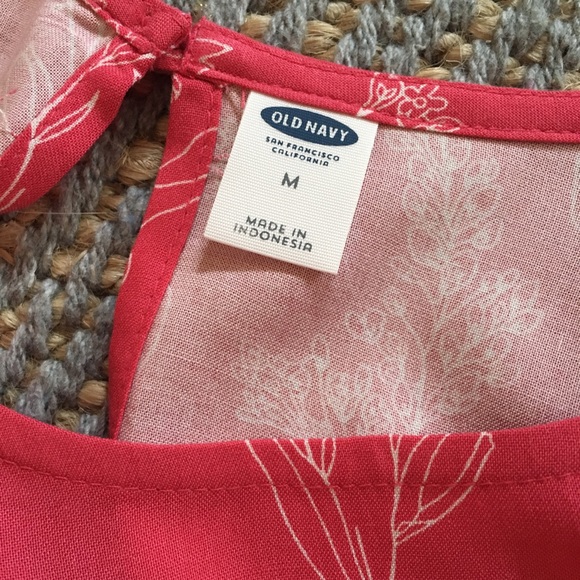 OLD NAVY
SAN FRANCISCO
CALIFORNIA
M
MADE IN
INDONESIA